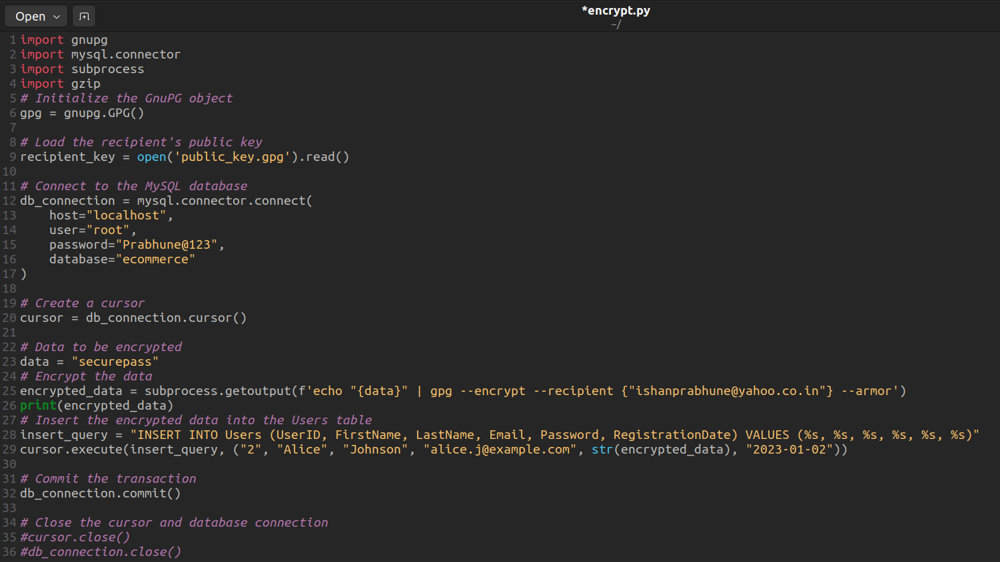 Open
*encrypt.py
~/
1 import gnupg
2 import mysql.connector
3 import subprocess
4 import gzip
5 # Initialize the GnuPG object
6 gpg = gnupg.GPG()
7
8 # Load the recipient's public key
9 recipient_key = open('public_key.gpg').read()
10
11 # Connect to the MySQL database
12 db_connection = mysql.connector.connect(
13     host="localhost",
14     user="root",
15     password="Prabhune@123",
16     database="ecommerce"
17 )
18
19 # Create a cursor
20 cursor = db_connection.cursor()
21
22 # Data to be encrypted
23 data = "securepass"
24 # Encrypt the data
25 encrypted_data = subprocess.getoutput(f'echo "{data}" | gpg --encrypt --recipient {"ishanprabhune@yahoo.co.in"} --armor')
26 print(encrypted_data)
27 # Insert the encrypted data into the Users table
28 insert_query = "INSERT INTO Users (UserID, FirstName, LastName, Email, Password, RegistrationDate) VALUES (%s, %s, %s, %s, %s, %s)"
29 cursor.execute(insert_query, ("2", "Alice", "Johnson", "alice.j@example.com", str(encrypted_data), "2023-01-02"))
30
31 # Commit the transaction
32 db_connection.commit()
33
34 # Close the cursor and database connection
35 #cursor.close()
36 #db_connection.close()